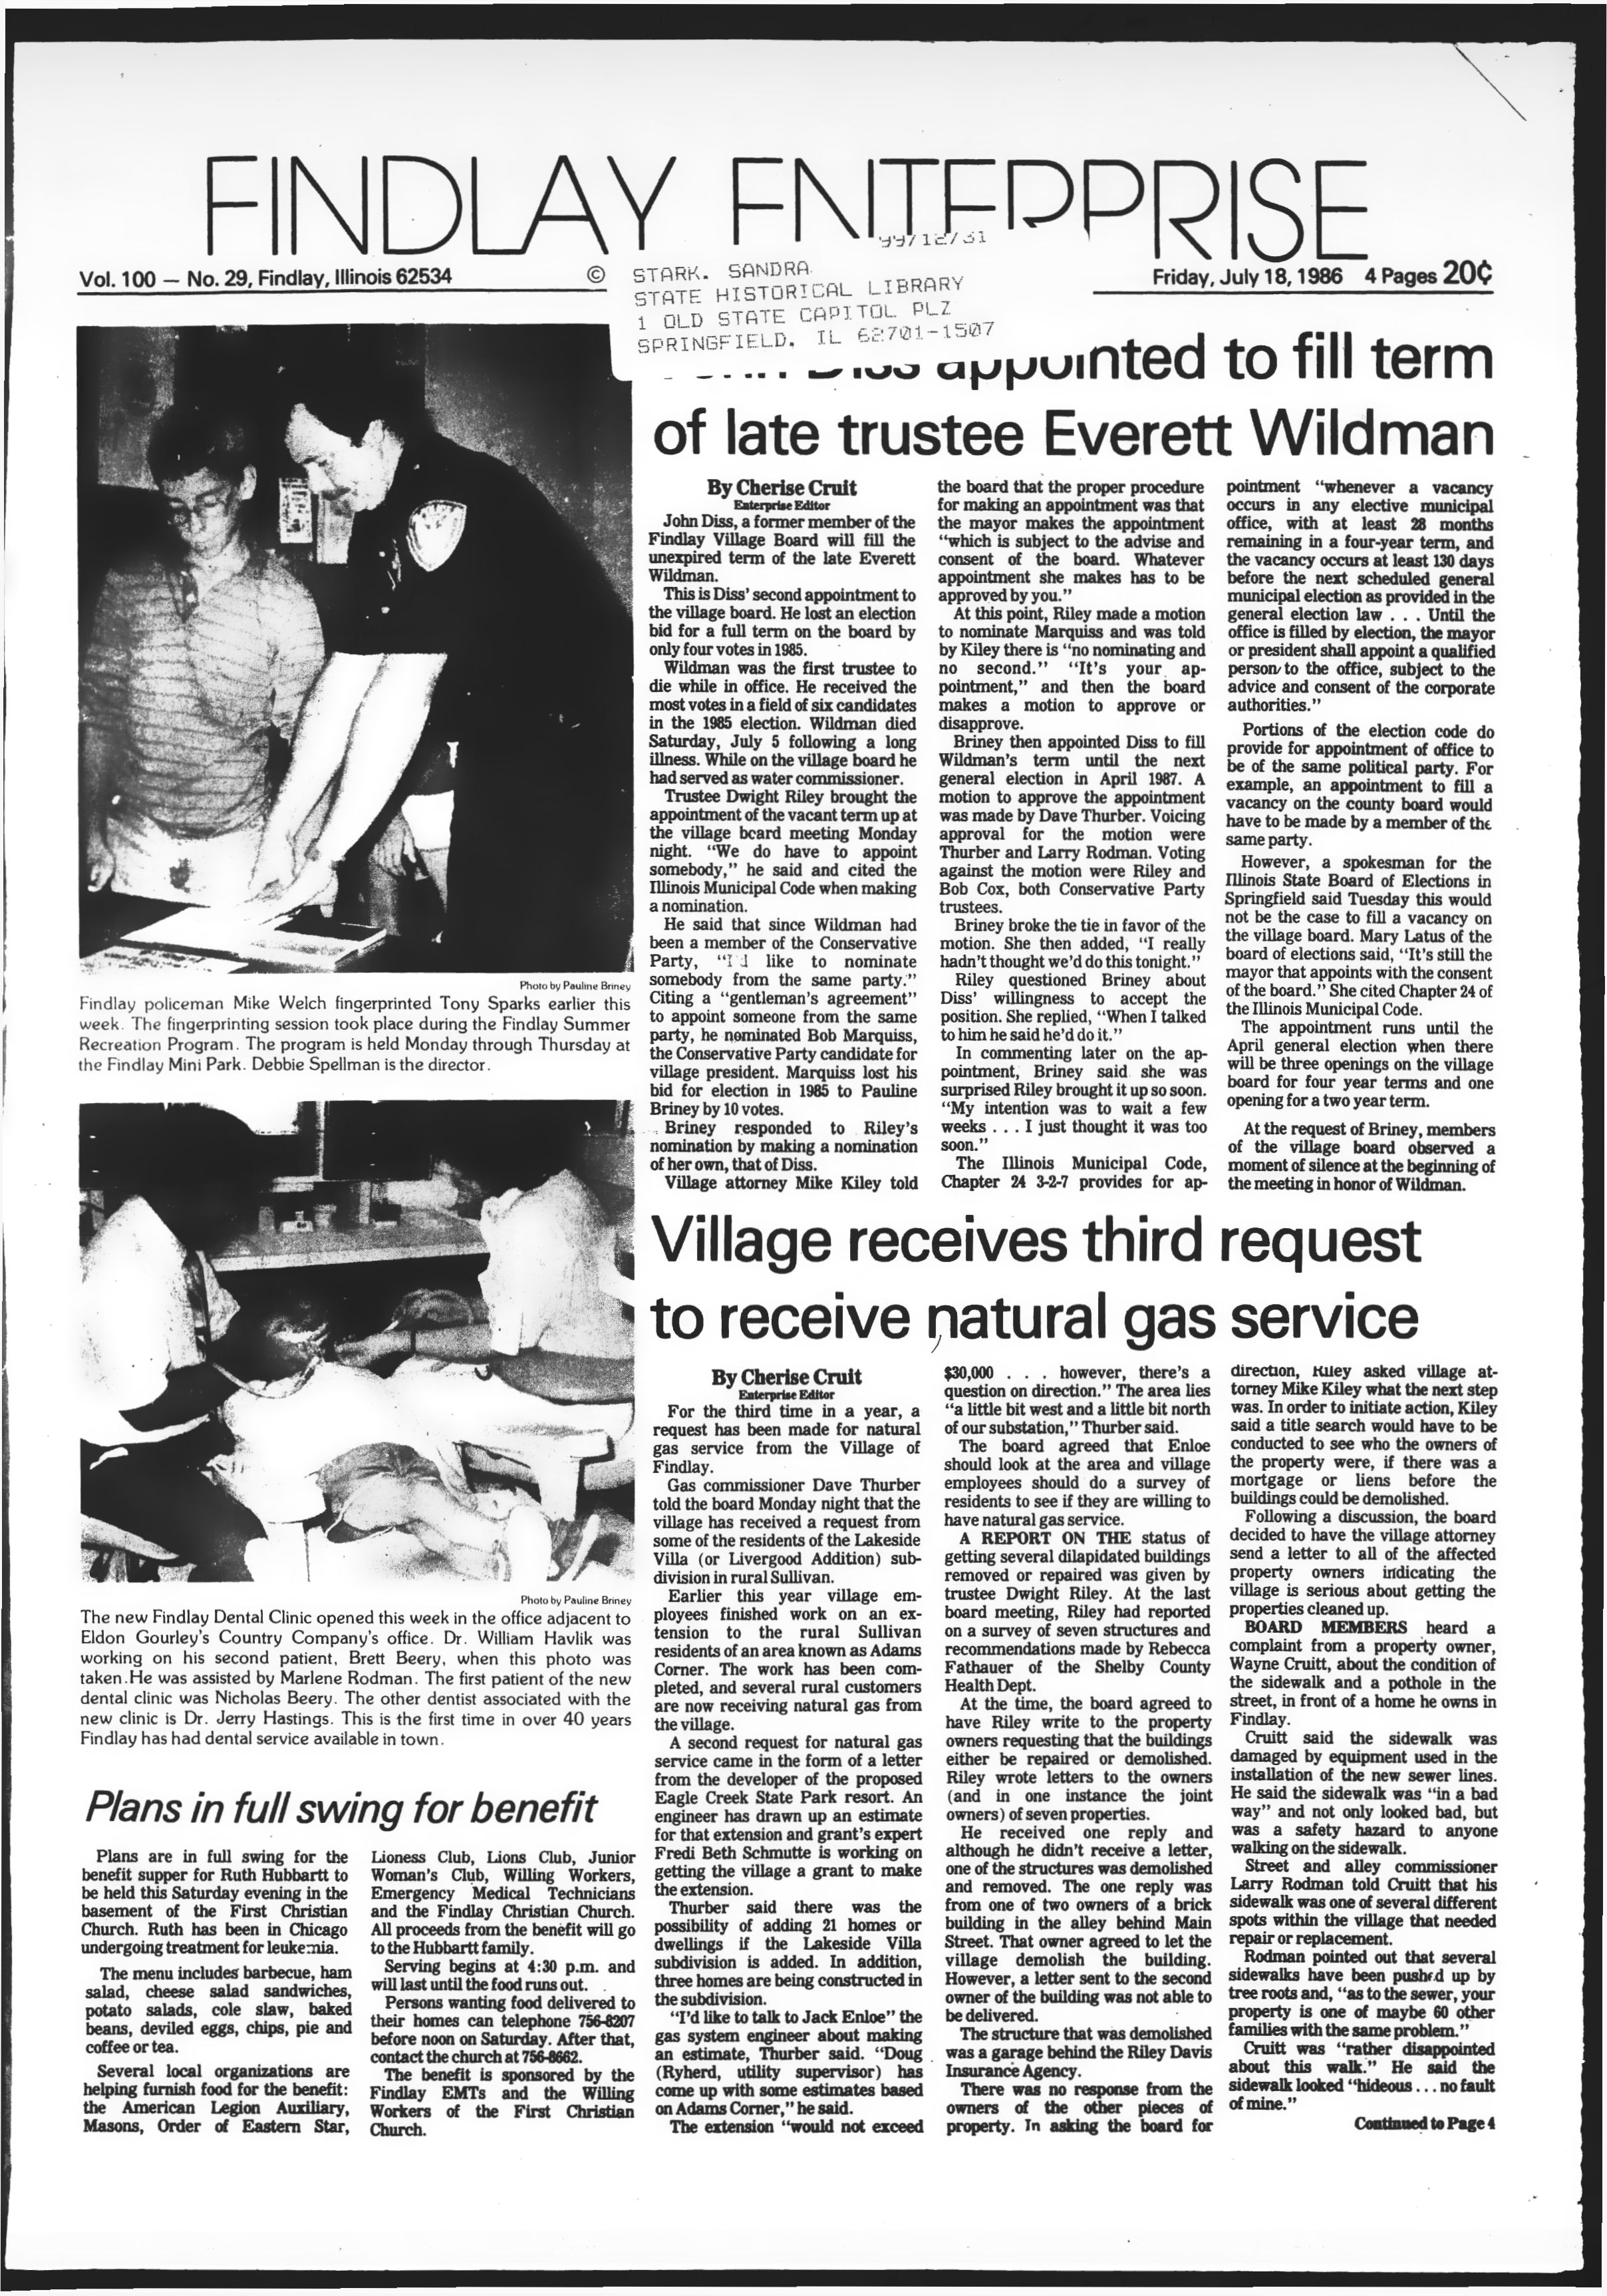 FINDLAY ENTERPRISE
99/12/31
STARK. SANDRA
STATE HISTORICAL LIBRARY
1 OLD STATE CAPITOL PLZ
SPRINGFIELD. IL 62701-1507
Vol. 100 — No. 29, Findlay, Illinois 62534
©
Friday, July 18, 1986 4 Pages 20¢
Photo by Pauline Briney
Findlay policeman Mike Welch fingerprinted Tony Sparks earlier this
week. The fingerprinting session took place during the Findlay Summer
Recreation Program. The program is held Monday through Thursday at
the Findlay Mini Park. Debbie Spellman is the director.
Photo by Pauline Briney
The new Findlay Dental Clinic opened this week in the office adjacent to
Eldon Gourley's Country Company's office. Dr. William Havlik was
working on his second patient, Brett Beery, when this photo was
taken.He was assisted by Marlene Rodman. The first patient of the new
dental clinic was Nicholas Beery. The other dentist associated with the
new clinic is Dr. Jerry Hastings. This is the first time in over 40 years
Findlay has had dental service available in town.
Plans in full swing for benefit
Plans are in full swing for the
benefit supper for Ruth Hubbartt to
be held this Saturday evening in the
basement of the First Christian
Church. Ruth has been in Chicago
undergoing treatment for leukemia.
The menu includes barbecue, ham
salad, cheese salad sandwiches,
potato salads, cole slaw, baked
beans, deviled eggs, chips, pie and
coffee or tea.
Several local organizations are
helping furnish food for the benefit:
the American Legion Auxiliary,
Masons, Order of Eastern Star,
Lioness Club, Lions Club, Junior
Woman's Club, Willing Workers,
Emergency Medical Technicians
and the Findlay Christian Church.
All proceeds from the benefit will go
to the Hubbartt family.
Serving begins at 4:30 p.m. and
will last until the food runs out.
Persons wanting food delivered to
their homes can telephone 756-8207
before noon on Saturday. After that,
contact the church at 756-8662.
The benefit is sponsored by the
Findlay EMTs and the Willing
Workers of the First Christian
Church.
Diss appointed to fill term
of late trustee Everett Wildman
By Cherise Cruit
Enterprise Editor
John Diss, a former member of the
Findlay Village Board will fill the
unexpired term of the late Everett
Wildman.
This is Diss' second appointment to
the village board. He lost an election
bid for a full term on the board by
only four votes in 1985.
Wildman was the first trustee to
die while in office. He received the
most votes in a field of six candidates
in the 1985 election. Wildman died
Saturday, July 5 following a long
illness. While on the village board he
had served as water commissioner.
Trustee Dwight Riley brought the
appointment of the vacant term up at
the village board meeting Monday
night. "We do have to appoint
somebody," he said and cited the
Illinois Municipal Code when making
a nomination.
He said that since Wildman had
been a member of the Conservative
Party, "I'd like to nominate
somebody from the same party."
Citing a "gentleman's agreement"
to appoint someone from the same
party, he nominated Bob Marquiss,
the Conservative Party candidate for
village president. Marquiss lost his
bid for election in 1985 to Pauline
Briney by 10 votes.
Briney responded to Riley's
nomination by making a nomination
of her own, that of Diss.
Village attorney Mike Kiley told
the board that the proper procedure
for making an appointment was that
the mayor makes the appointment
"which is subject to the advise and
consent of the board. Whatever
appointment she makes has to be
approved by you."
At this point, Riley made a motion
to nominate Marquiss and was told
by Kiley there is "no nominating and
no second." "It's your ap-
pointment," and then the board
makes a motion to approve or
disapprove.
Briney then appointed Diss to fill
Wildman's term until the next
general election in April 1987. A
motion to approve the appointment
was made by Dave Thurber. Voicing
approval for the motion were
Thurber and Larry Rodman. Voting
against the motion were Riley and
Bob Cox, both Conservative Party
trustees.
Briney broke the tie in favor of the
motion. She then added, "I really
hadn't thought we'd do this tonight."
Riley questioned Briney about
Diss' willingness to accept the
position. She replied, "When I talked
to him he said he'd do it."
In commenting later on the ap-
pointment, Briney said she was
surprised Riley brought it up so soon.
"My intention was to wait a few
weeks . . . I just thought it was too
soon."
The Illinois Municipal Code,
Chapter 24 3-2-7 provides for ap-
pointment "whenever a vacancy
occurs in any elective municipal
office, with at least 28 months
remaining in a four-year term, and
the vacancy occurs at least 130 days
before the next scheduled general
municipal election as provided in the
general election law . . . Until the
office is filled by election, the mayor
or president shall appoint a qualified
person to the office, subject to the
advice and consent of the corporate
authorities."
Portions of the election code do
provide for appointment of office to
be of the same political party. For
example, an appointment to fill a
vacancy on the county board would
have to be made by a member of the
same party.
However, a spokesman for the
Illinois State Board of Elections in
Springfield said Tuesday this would
not be the case to fill a vacancy on
the village board. Mary Latus of the
board of elections said, "It's still the
mayor that appoints with the consent
of the board." She cited Chapter 24 of
the Illinois Municipal Code.
The appointment runs until the
April general election when there
will be three openings on the village
board for four year terms and one
opening for a two year term.
At the request of Briney, members
of the village board observed a
moment of silence at the beginning of
the meeting in honor of Wildman.
Village receives third request
to receive natural gas service
By Cherise Cruit
Enterprise Editor
For the third time in a year, a
request has been made for natural
gas service from the Village of
Findlay.
Gas commissioner Dave Thurber
told the board Monday night that the
village has received a request from
some of the residents of the Lakeside
Villa (or Livergood Addition) sub-
division in rural Sullivan.
Earlier this year village em-
ployees finished work on an ex-
tension to the rural Sullivan
residents of an area known as Adams
Corner. The work has been com-
pleted, and several rural customers
are now receiving natural gas from
the village.
A second request for natural gas
service came in the form of a letter
from the developer of the proposed
Eagle Creek State Park resort. An
engineer has drawn up an estimate
for that extension and grant's expert
Fredi Beth Schmutte is working on
getting the village a grant to make
the extension.
Thurber said there was the
possibility of adding 21 homes or
dwellings if the Lakeside Villa
subdivision is added. In addition,
three homes are being constructed in
the subdivision.
"I'd like to talk to Jack Enloe" the
gas system engineer about making
an estimate, Thurber said. "Doug
(Ryherd, utility supervisor) has
come up with some estimates based
on Adams Corner," he said.
The extension "would not exceed
$30,000 . . . however, there's a
question on direction." The area lies
"a little bit west and a little bit north
of our substation," Thurber said.
The board agreed that Enloe
should look at the area and village
employees should do a survey of
residents to see if they are willing to
have natural gas service.
A REPORT ON THE status of
getting several dilapidated buildings
removed or repaired was given by
trustee Dwight Riley. At the last
board meeting, Riley had reported
on a survey of seven structures and
recommendations made by Rebecca
Fathauer of the Shelby County
Health Dept.
At the time, the board agreed to
have Riley write to the property
owners requesting that the buildings
either be repaired or demolished.
Riley wrote letters to the owners
(and in one instance the joint
owners) of seven properties.
He received one reply and
although he didn't receive a letter,
one of the structures was demolished
and removed. The one reply was
from one of two owners of a brick
building in the alley behind Main
Street. That owner agreed to let the
village demolish the building.
However, a letter sent to the second
owner of the building was not able to
be delivered.
The structure that was demolished
was a garage behind the Riley Davis
Insurance Agency.
There was no response from the
owners of the other pieces of
property. In asking the board for
direction, Riley asked village at-
torney Mike Kiley what the next step
was. In order to initiate action, Kiley
said a title search would have to be
conducted to see who the owners of
the property were, if there was a
mortgage or liens before the
buildings could be demolished.
Following a discussion, the board
decided to have the village attorney
send a letter to all of the affected
property owners indicating the
village is serious about getting the
properties cleaned up.
BOARD MEMBERS heard a
complaint from a property owner,
Wayne Cruitt, about the condition of
the sidewalk and a pothole in the
street, in front of a home he owns in
Findlay.
Cruitt said the sidewalk was
damaged by equipment used in the
installation of the new sewer lines.
He said the sidewalk was "in a bad
way" and not only looked bad, but
was a safety hazard to anyone
walking on the sidewalk.
Street and alley commissioner
Larry Rodman told Cruitt that his
sidewalk was one of several different
spots within the village that needed
repair or replacement.
Rodman pointed out that several
sidewalks have been pushed up by
tree roots and, "as to the sewer, your
property is one of maybe 60 other
families with the same problem."
Cruitt was "rather disappointed
about this walk." He said the
sidewalk looked "hideous . . . no fault
of mine."
Continued to Page 4